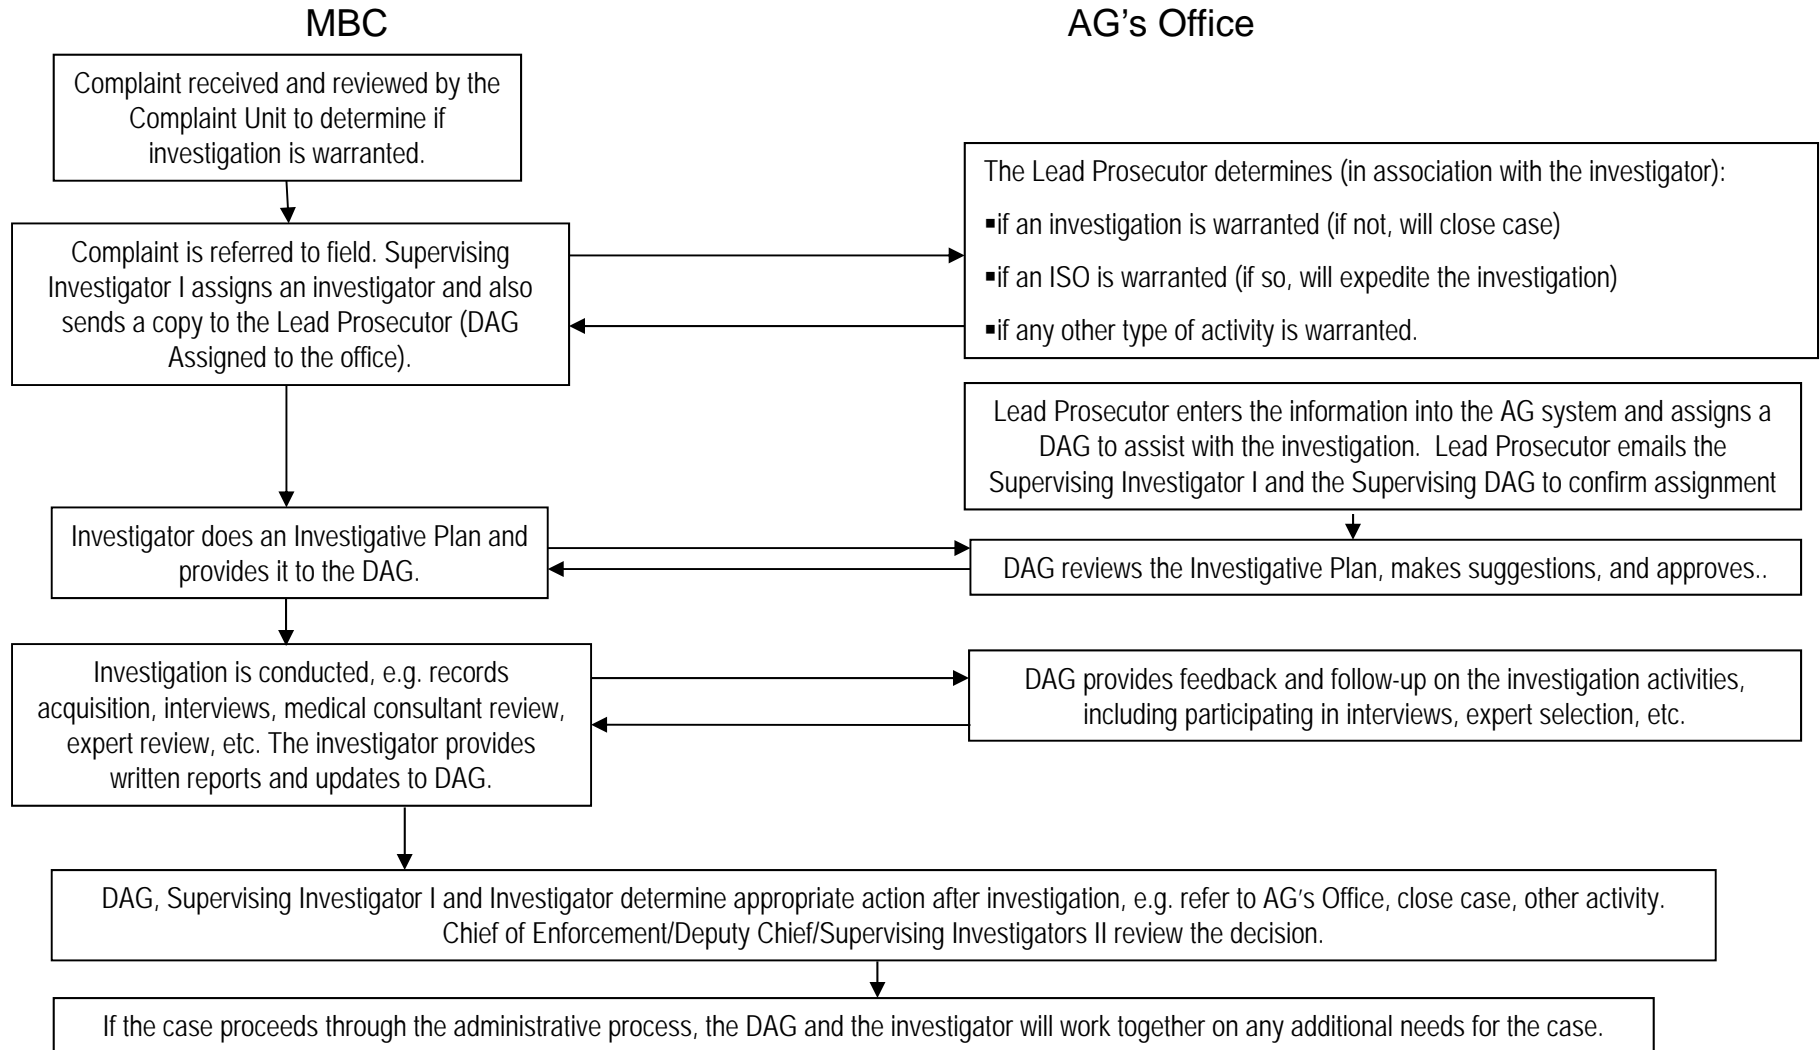 MBC
AG's Office
Complaint received and reviewed by the
Complaint Unit to determine if
investigation is warranted.
The Lead Prosecutor determines (in association with the investigator):
▪if an investigation is warranted (if not, will close case)
▪if an ISO is warranted (if so, will expedite the investigation)
▪if any other type of activity is warranted.
Complaint is referred to field. Supervising
Investigator I assigns an investigator and also
sends a copy to the Lead Prosecutor (DAG
Assigned to the office).
Lead Prosecutor enters the information into the AG system and assigns a
DAG to assist with the investigation.  Lead Prosecutor emails the
Supervising Investigator I and the Supervising DAG to confirm assignment
Investigator does an Investigative Plan and
provides it to the DAG.
DAG reviews the Investigative Plan, makes suggestions, and approves..
Investigation is conducted, e.g. records
acquisition, interviews, medical consultant review,
expert review, etc. The investigator provides
written reports and updates to DAG.
DAG provides feedback and follow-up on the investigation activities,
including participating in interviews, expert selection, etc.
DAG, Supervising Investigator I and Investigator determine appropriate action after investigation, e.g. refer to AG's Office, close case, other activity.
Chief of Enforcement/Deputy Chief/Supervising Investigators II review the decision.
If the case proceeds through the administrative process, the DAG and the investigator will work together on any additional needs for the case.